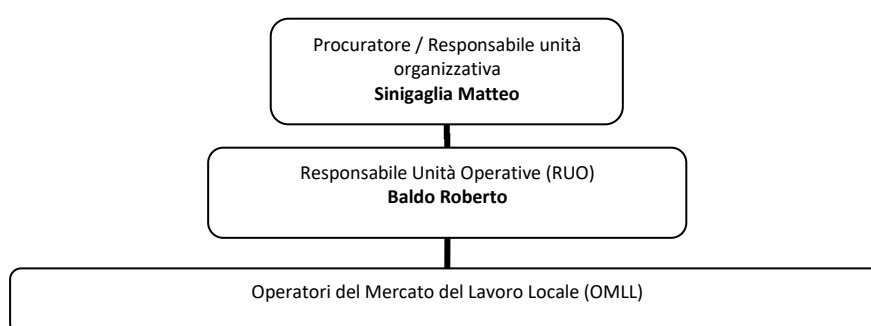 Procuratore / Responsabile unità
organizzativa
Sinigaglia Matteo
Responsabile Unità Operative (RUO)
Baldo Roberto
Operatori del Mercato del Lavoro Locale (OMLL)